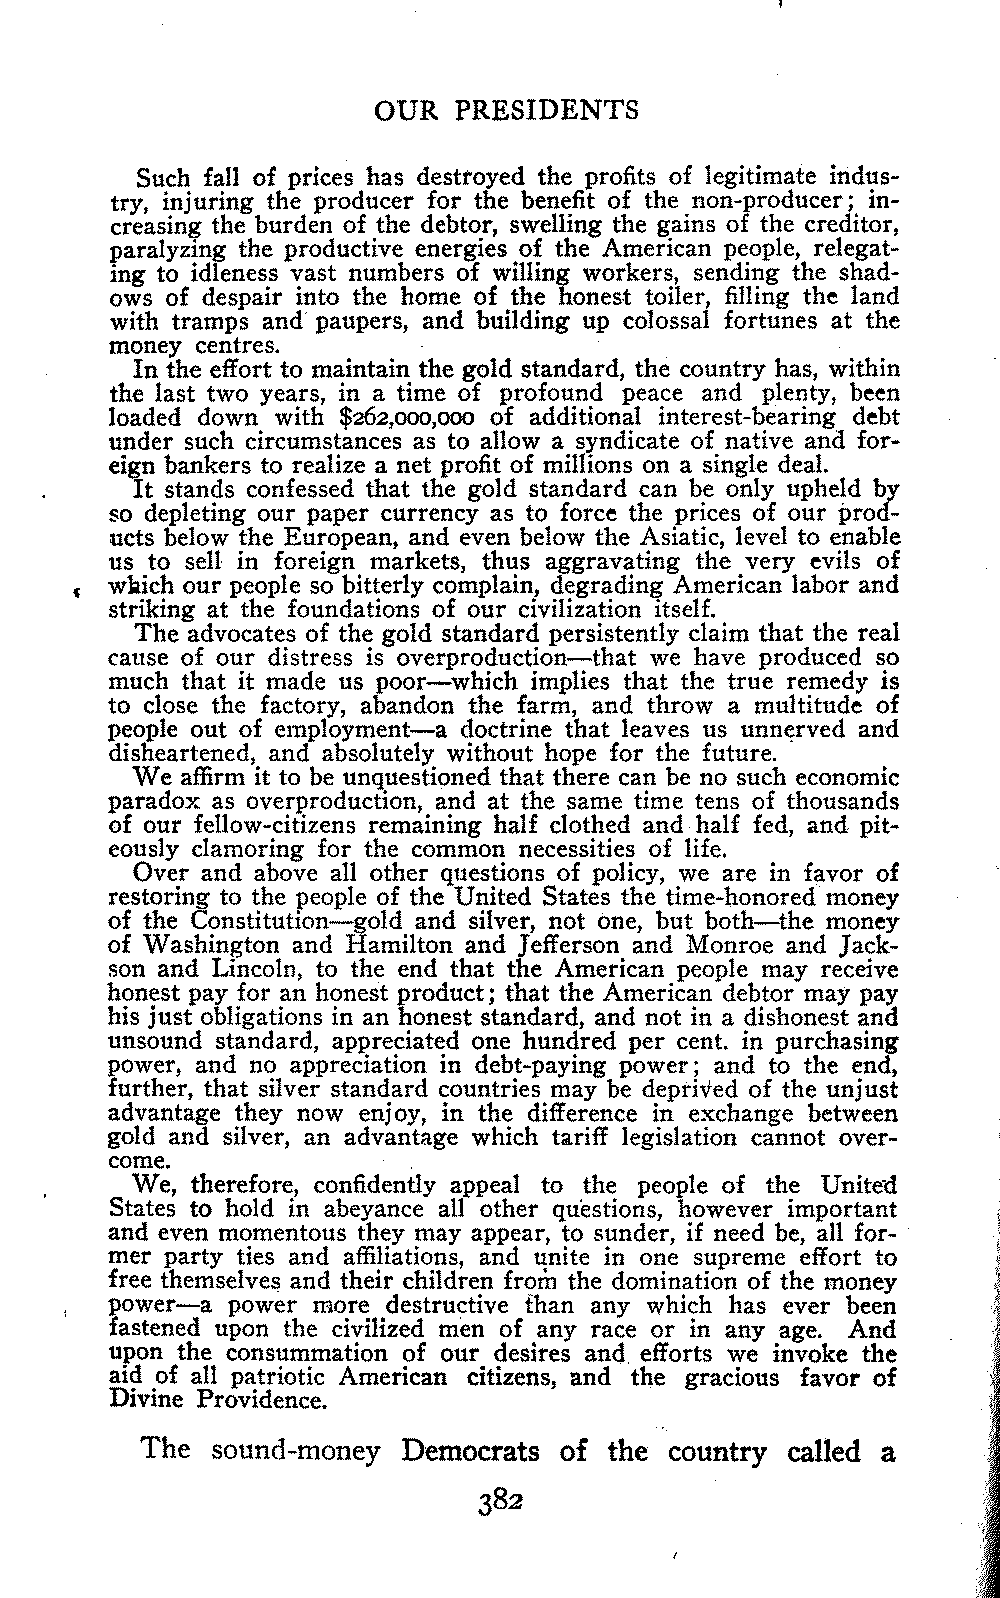 OUR PRESIDENTS
Such fall of prices has destroyed the profits of legitimate indus-
try, injuring the producer for the benefit of the non-producer; in-
creasing the burden of the debtor, swelling the gains of the creditor,
paralyzing the productive energies of the American people, relegat-
ing to idleness vast numbers of willing workers, sending the shad-
ows of despair into the home of the honest toiler, filling the land
with tramps and paupers, and building up colossal fortunes at the
money centres.
In the effort to maintain the gold standard, the country has, within
the last two years, in a time of profound peace and plenty, been
loaded down with $262,000,000 of additional interest-bearing debt
under such circumstances as to allow a syndicate of native and for-
eign bankers to realize a net profit of millions on a single deal.
It stands confessed that the gold standard can be only upheld by
so depleting our paper currency as to force the prices of our prod-
ucts below the European, and even below the Asiatic, level to enable
us to sell in foreign markets, thus aggravating the very evils of
which our people so bitterly complain, degrading American labor and
striking at the foundations of our civilization itself.
The advocates of the gold standard persistently claim that the real
cause of our distress is overproduction—that we have produced so
much that it made us poor—which implies that the true remedy is
to close the factory, abandon the farm, and throw a multitude of
people out of employment—a doctrine that leaves us unnerved and
disheartened, and absolutely without hope for the future.
We affirm it to be unquestioned that there can be no such economic
paradox as overproduction, and at the same time tens of thousands
of our fellow-citizens remaining half clothed and half fed, and pit-
eously clamoring for the common necessities of life.
Over and above all other questions of policy, we are in favor of
restoring to the people of the United States the time-honored money
of the Constitution—gold and silver, not one, but both—the money
of Washington and Hamilton and Jefferson and Monroe and Jack-
son and Lincoln, to the end that the American people may receive
honest pay for an honest product; that the American debtor may pay
his just obligations in an honest standard, and not in a dishonest and
unsound standard, appreciated one hundred per cent. in purchasing
power, and no appreciation in debt-paying power; and to the end,
further, that silver standard countries may be deprived of the unjust
advantage they now enjoy, in the difference in exchange between
gold and silver, an advantage which tariff legislation cannot over-
come.
We, therefore, confidently appeal to the people of the United
States to hold in abeyance all other questions, however important
and even momentous they may appear, to sunder, if need be, all for-
mer party ties and affiliations, and unite in one supreme effort to
free themselves and their children from the domination of the money
power—a power more destructive than any which has ever been
fastened upon the civilized men of any race or in any age. And
upon the consummation of our desires and efforts we invoke the
aid of all patriotic American citizens, and the gracious favor of
Divine Providence.
The sound-money Democrats of the country called a
382